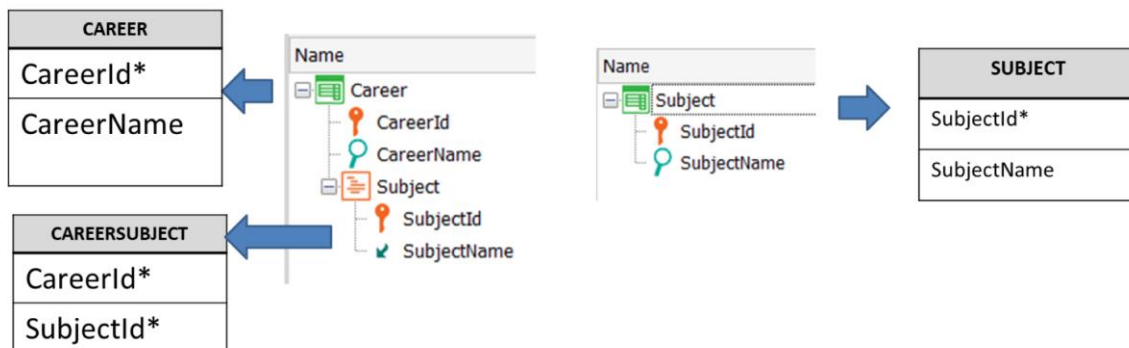 CAREER
CareerId*
CareerName
CAREERSUBJECT
CareerId*
SubjectId*
Name
Career
CareerId
CareerName
Subject
SubjectId
SubjectName
Name
Subject
SubjectId
SubjectName
SUBJECT
SubjectId*
SubjectName